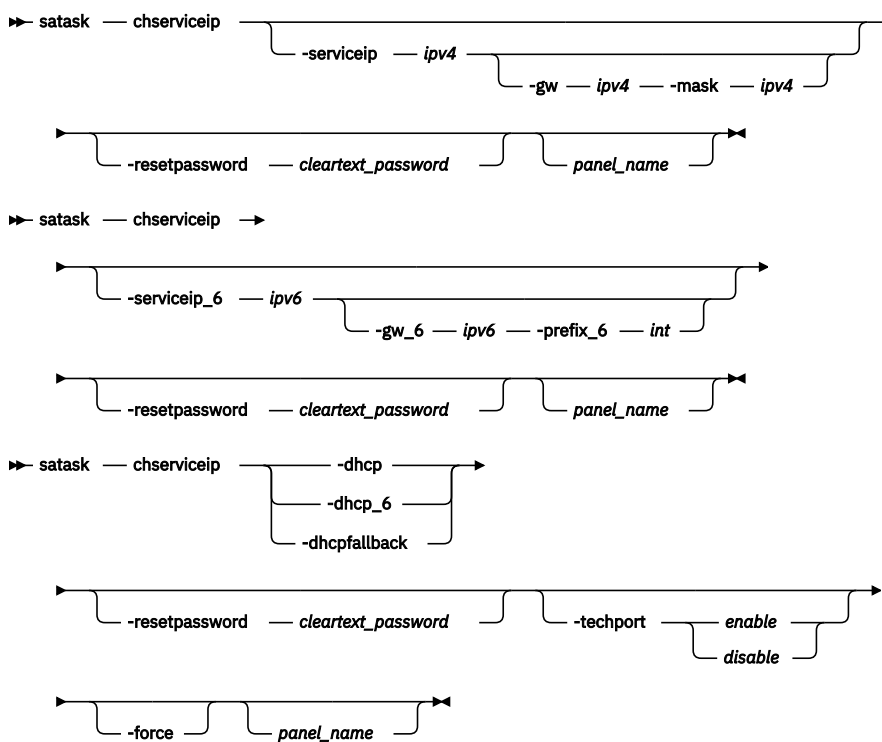 satask chserviceip
-serviceip ipv4
-gw ipv4 -mask ipv4
-resetpassword cleartext_password panel_name
satask chserviceip
-serviceip_6 ipv6
-gw_6 ipv6 -prefix_6 int
-resetpassword cleartext_password panel_name
satask chserviceip -dhcp
-dhcp_6
-dhcpfallback
-resetpassword cleartext_password -techport enable
disable
-force panel_name